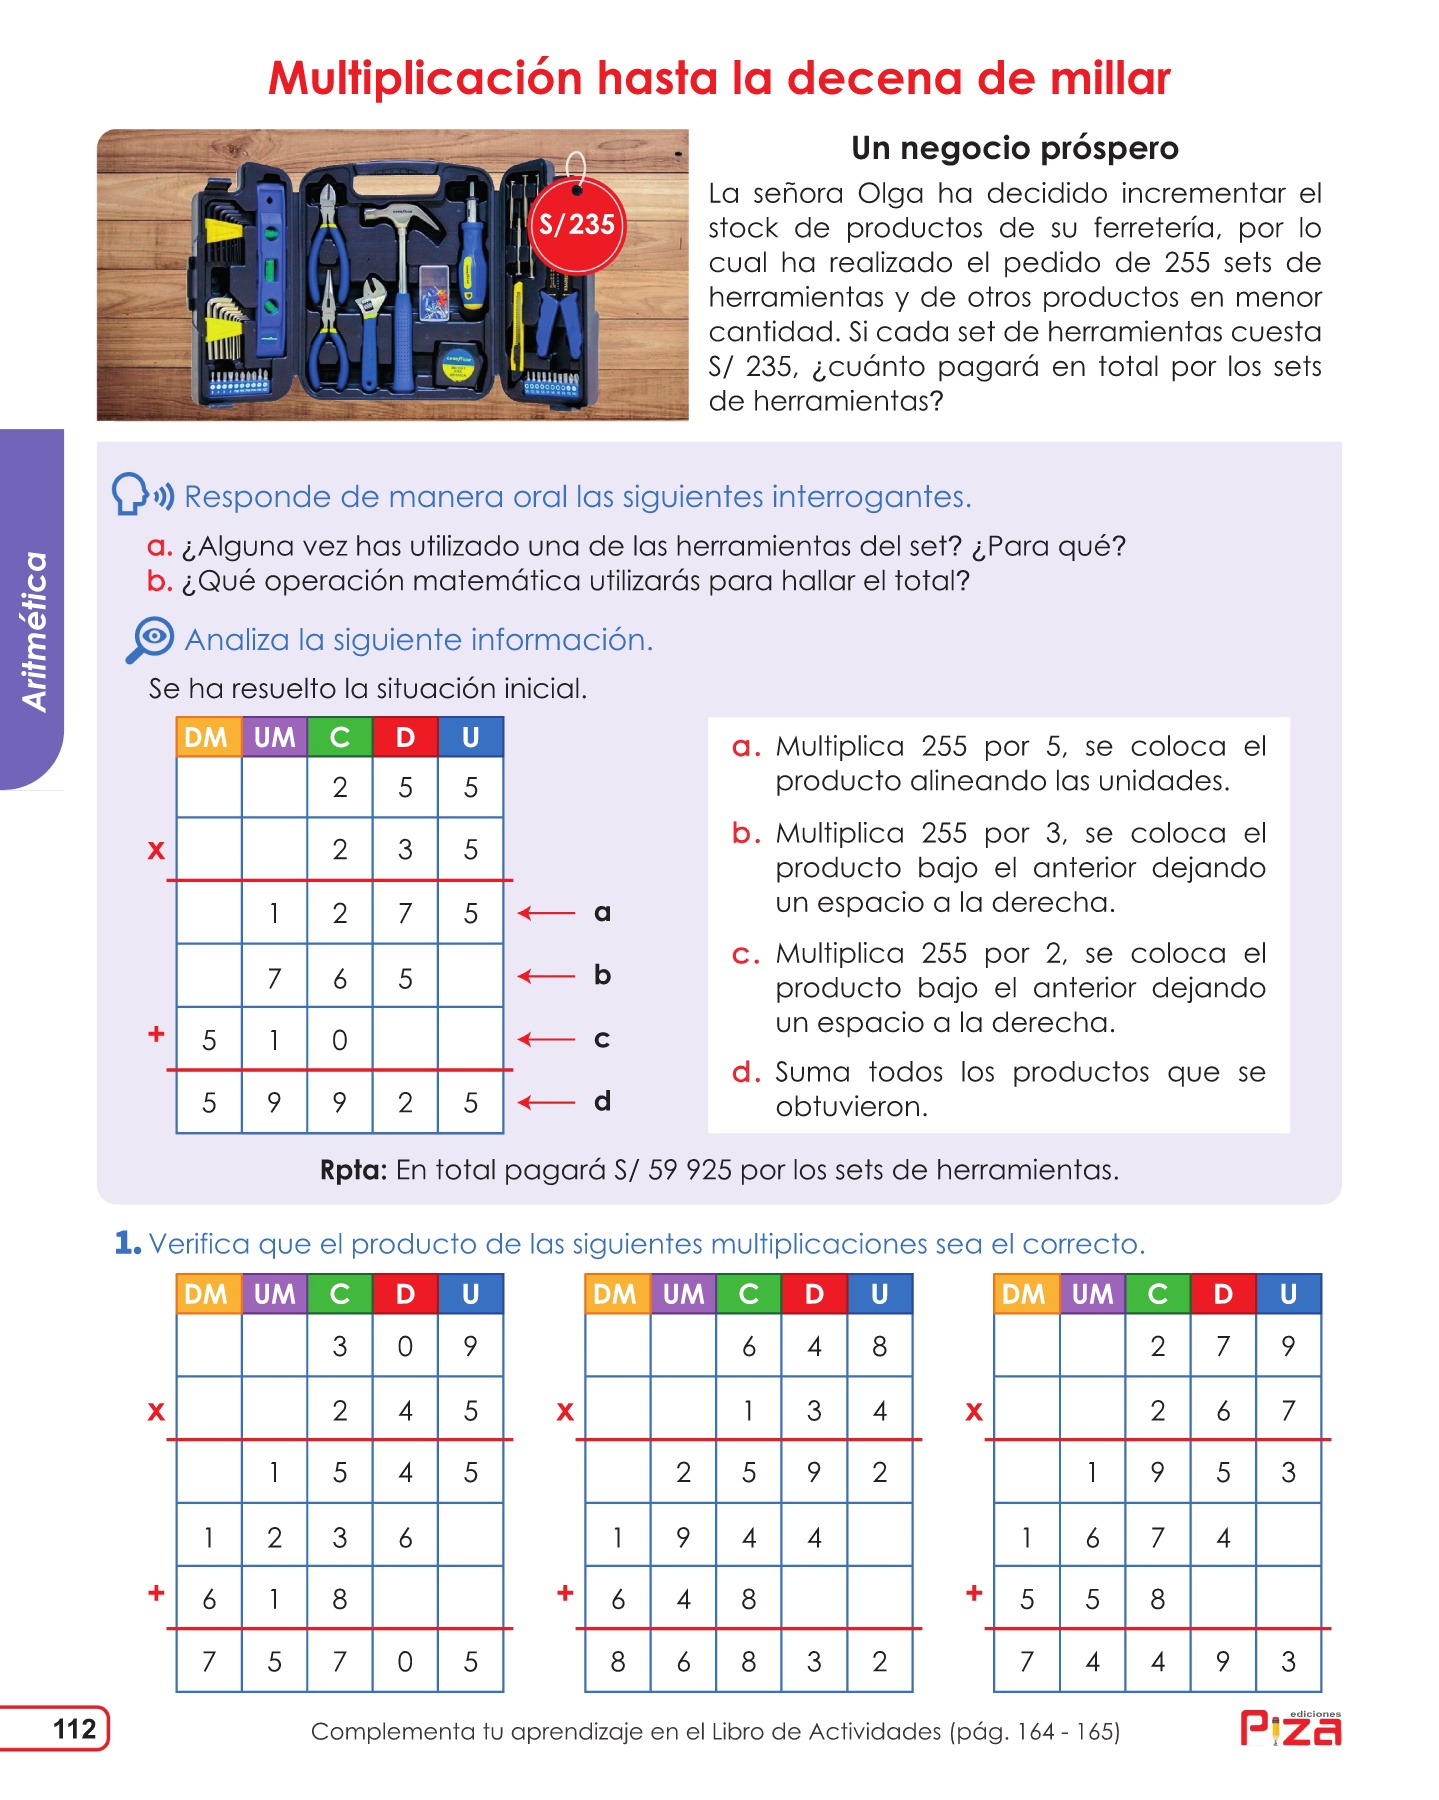 Multiplicación hasta la decena de millar
S/ 235
Un negocio próspero
La señora Olga ha decidido incrementar el
stock de productos de su ferretería, por lo
cual ha realizado el pedido de 255 sets de
herramientas y de otros productos en menor
cantidad. Si cada set de herramientas cuesta
S/ 235, ¿cuánto pagará en total por los sets
de herramientas?
Aritmética
Responde de manera oral las siguientes interrogantes.
a. ¿Alguna vez has utilizado una de las herramientas del set? ¿Para qué?
b. ¿Qué operación matemática utilizarás para hallar el total?
Analiza la siguiente información.
Se ha resuelto la situación inicial.
DM UM C D U
2 5 5
x 2 3 5
1 2 7 5 a
7 6 5 b
+ 5 1 0 c
5 9 9 2 5 d
a. Multiplica 255 por 5, se coloca el
producto alineando las unidades.
b. Multiplica 255 por 3, se coloca el
producto bajo el anterior dejando
un espacio a la derecha.
c. Multiplica 255 por 2, se coloca el
producto bajo el anterior dejando
un espacio a la derecha.
d. Suma todos los productos que se
obtuvieron.
Rpta: En total pagará S/ 59 925 por los sets de herramientas.
1. Verifica que el producto de las siguientes multiplicaciones sea el correcto.
DM UM C D U
3 0 9
x 2 4 5
1 5 4 5
1 2 3 6
+ 6 1 8
7 5 7 0 5
DM UM C D U
6 4 8
x 1 3 4
2 5 9 2
1 9 4 4
+ 6 4 8
8 6 8 3 2
DM UM C D U
2 7 9
x 2 6 7
1 9 5 3
1 6 7 4
+ 5 5 8
7 4 4 9 3
112
Complementa tu aprendizaje en el Libro de Actividades (pág. 164 - 165)
ediciones
Piza